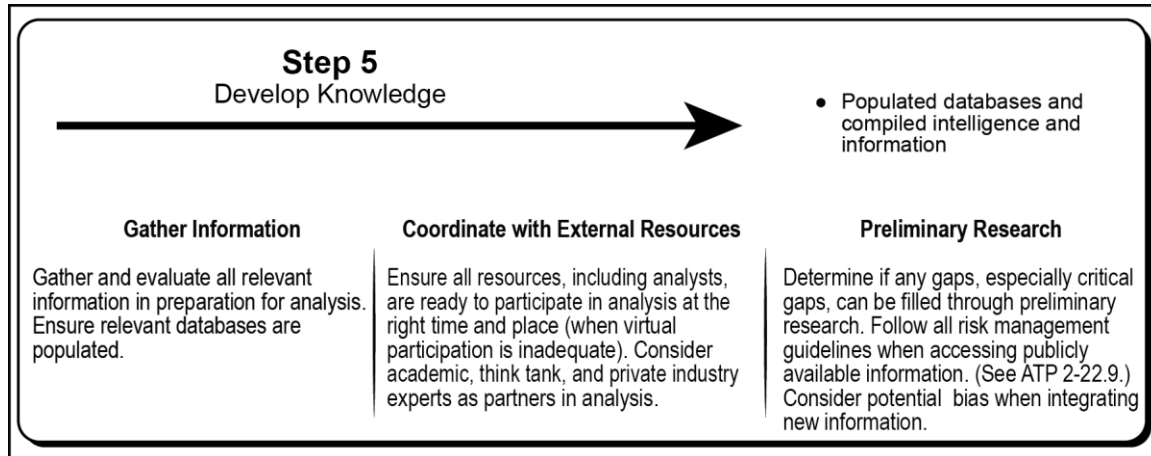 Step 5
Develop Knowledge
● Populated databases and
compiled intelligence and
information
Gather Information
Gather and evaluate all relevant
information in preparation for analysis.
Ensure relevant databases are
populated.
Coordinate with External Resources
Ensure all resources, including analysts,
are ready to participate in analysis at the
right time and place (when virtual
participation is inadequate). Consider
academic, think tank, and private industry
experts as partners in analysis.
Preliminary Research
Determine if any gaps, especially critical
gaps, can be filled through preliminary
research. Follow all risk management
guidelines when accessing publicly
available information. (See ATP 2-22.9.)
Consider potential bias when integrating
new information.